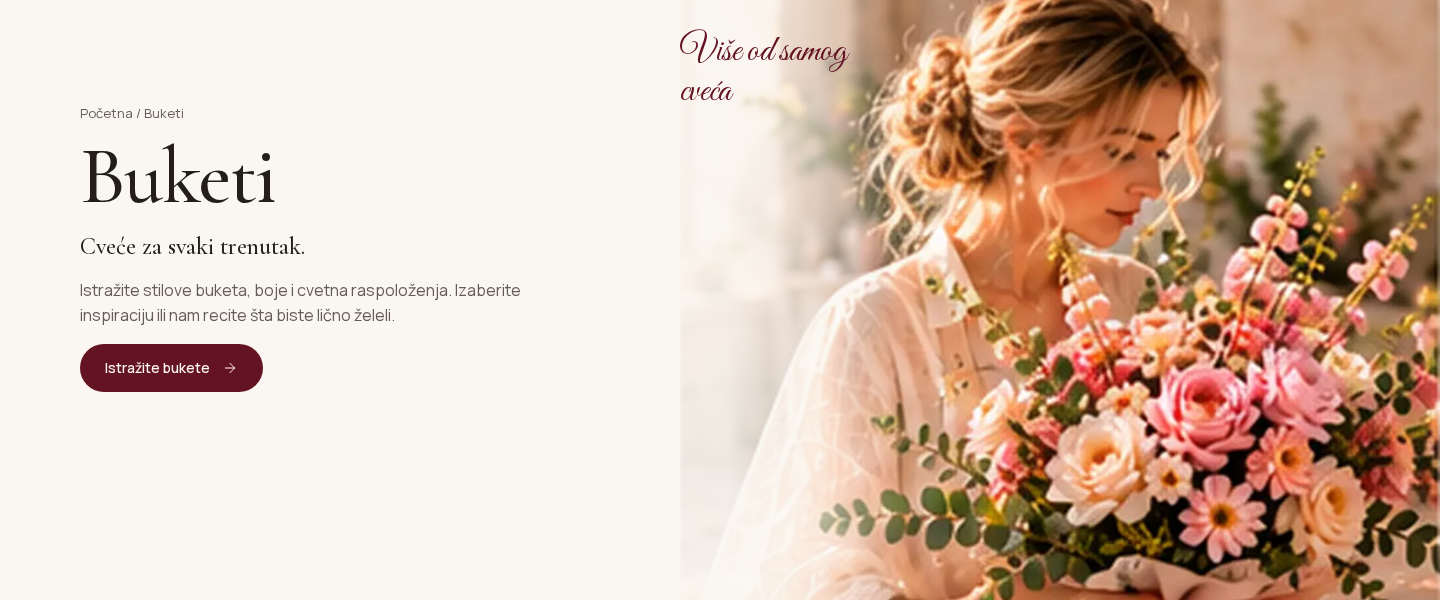 Početna / Buketi
Buketi
Cveće za svaki trenutak.
Istražite stilove buketa, boje i cvetna raspoloženja. Izaberite
inspiraciju ili nam recite šta biste lično želeli.
Istražite bukete
Više od samog
cveća